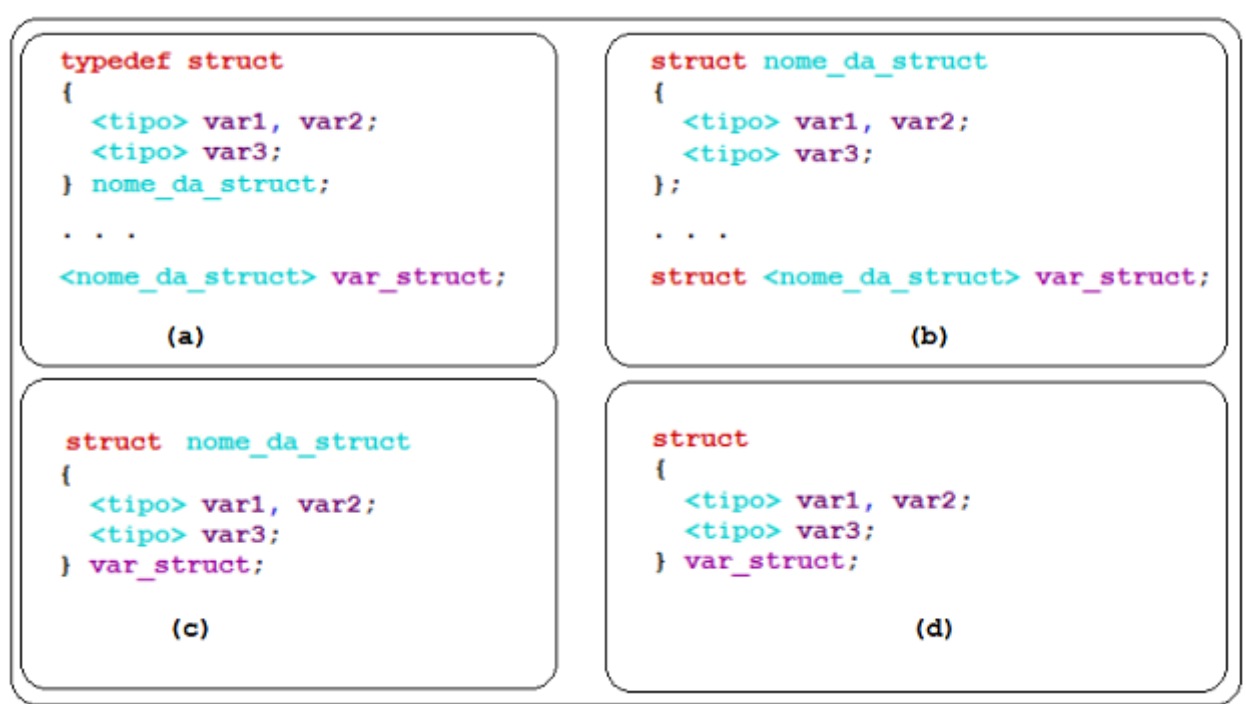 typedef struct
{
<tipo> var1, var2;
<tipo> var3;
} nome_da_struct;
. . .
<nome_da_struct> var_struct;
(a)
struct nome_da_struct
{
<tipo> var1, var2;
<tipo> var3;
};
. . .
struct <nome_da_struct> var_struct;
(b)
struct nome_da_struct
{
<tipo> var1, var2;
<tipo> var3;
} var_struct;
(c)
struct
{
<tipo> var1, var2;
<tipo> var3;
} var_struct;
(d)